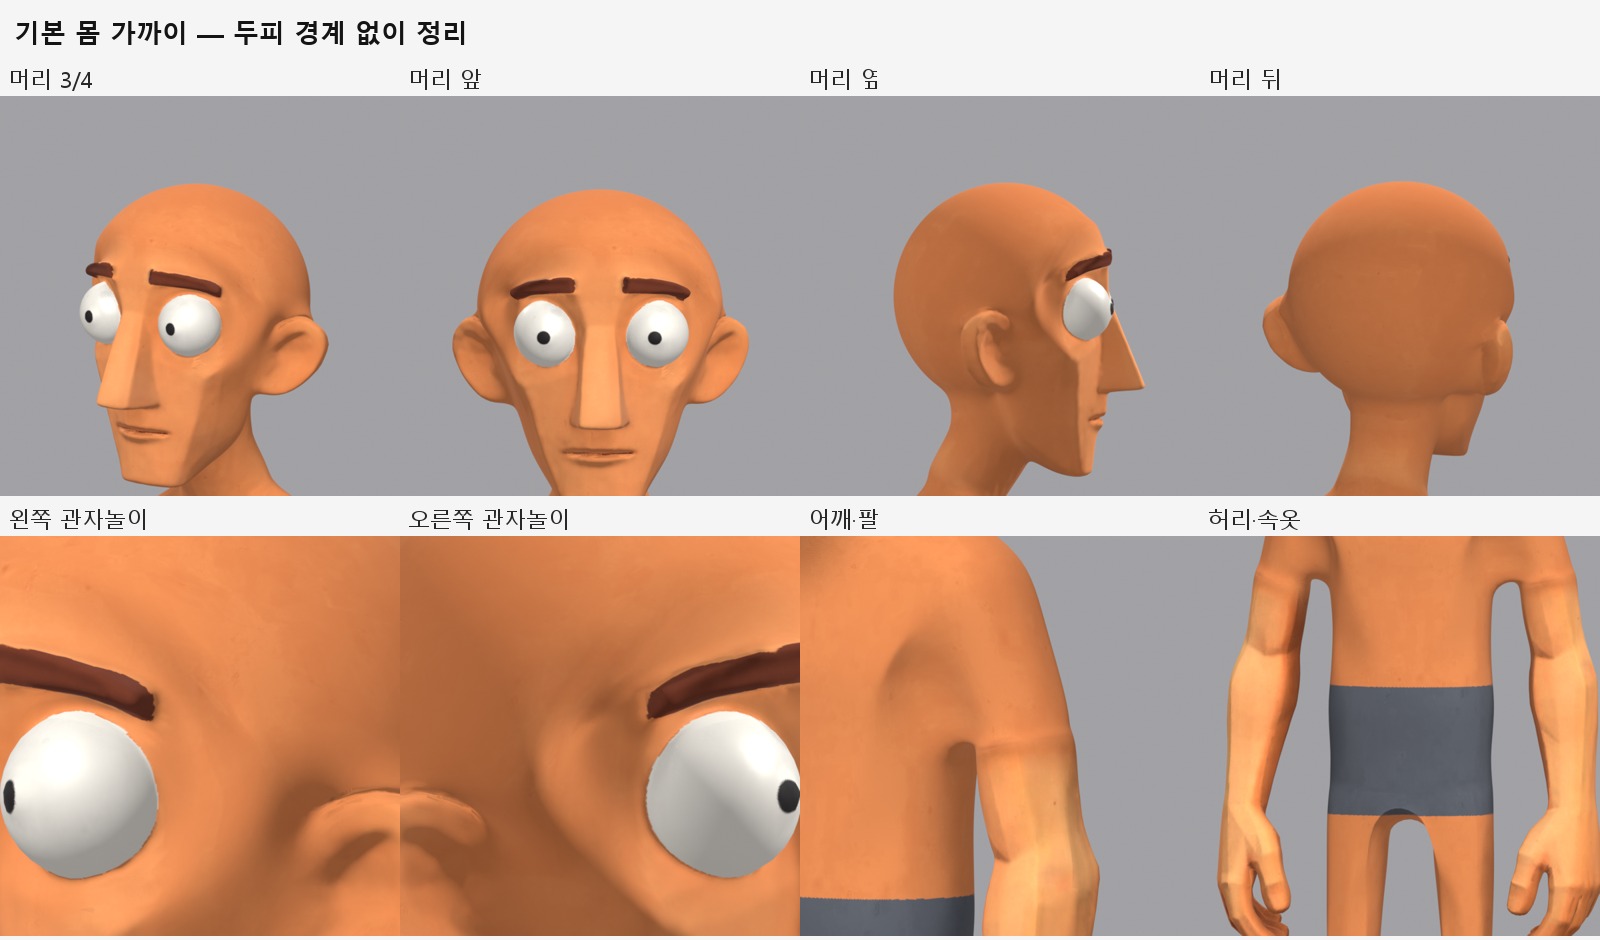 기본 몸 가까이 — 두피 경계 없이 정리
머리 3/4
머리 앞
머리 옆
머리 뒤
왼쪽 관자놀이
오른쪽 관자놀이
어깨·팔
허리·속옷